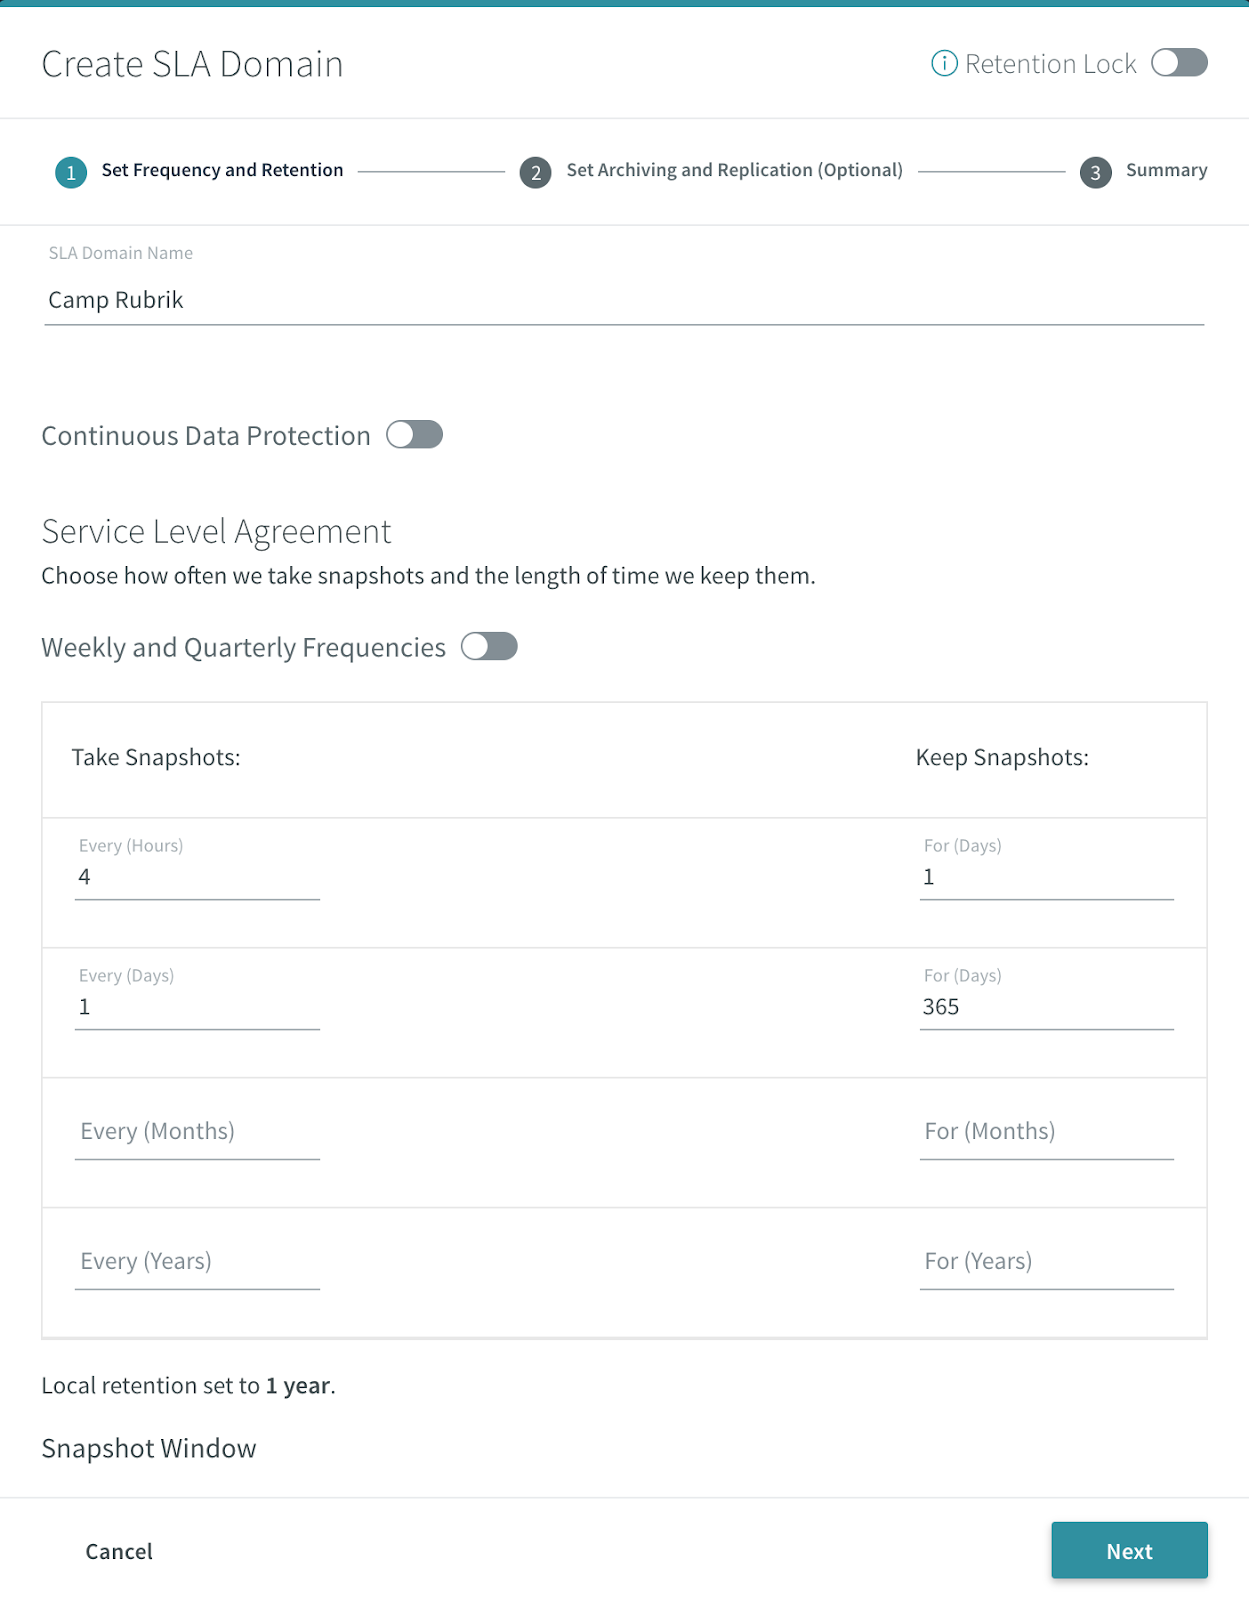 Create SLA Domain
Retention Lock
1 Set Frequency and Retention
2 Set Archiving and Replication (Optional)
3 Summary
SLA Domain Name
Camp Rubrik
Continuous Data Protection
Service Level Agreement
Choose how often we take snapshots and the length of time we keep them.
Weekly and Quarterly Frequencies
Take Snapshots:
Keep Snapshots:
Every (Hours)
4
For (Days)
1
Every (Days)
1
For (Days)
365
Every (Months)
For (Months)
Every (Years)
For (Years)
Local retention set to 1 year.
Snapshot Window
Cancel
Next